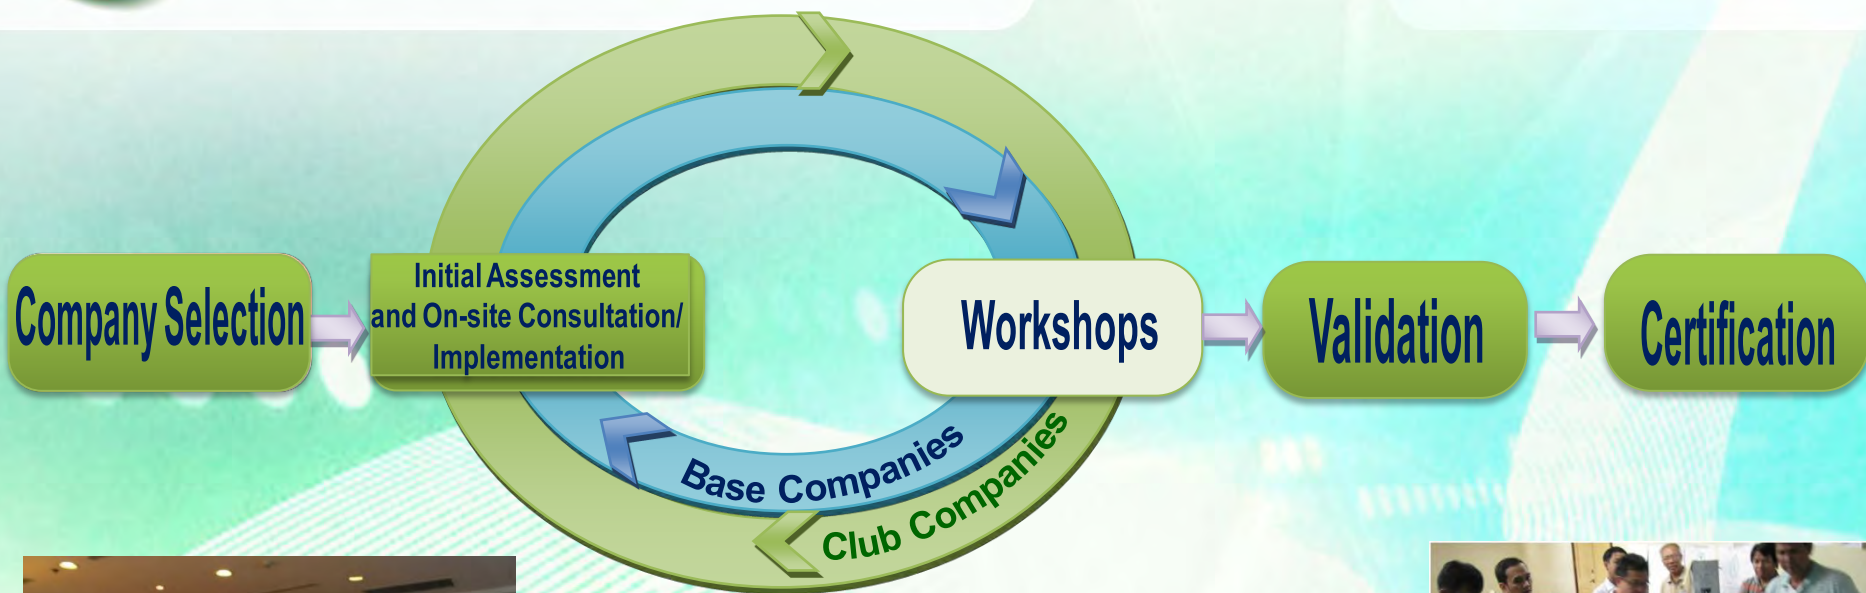 Company Selection
Initial Assessment
and On-site Consultation/
Implementation
Workshops
Validation
Certification
Base Companies
Club Companies